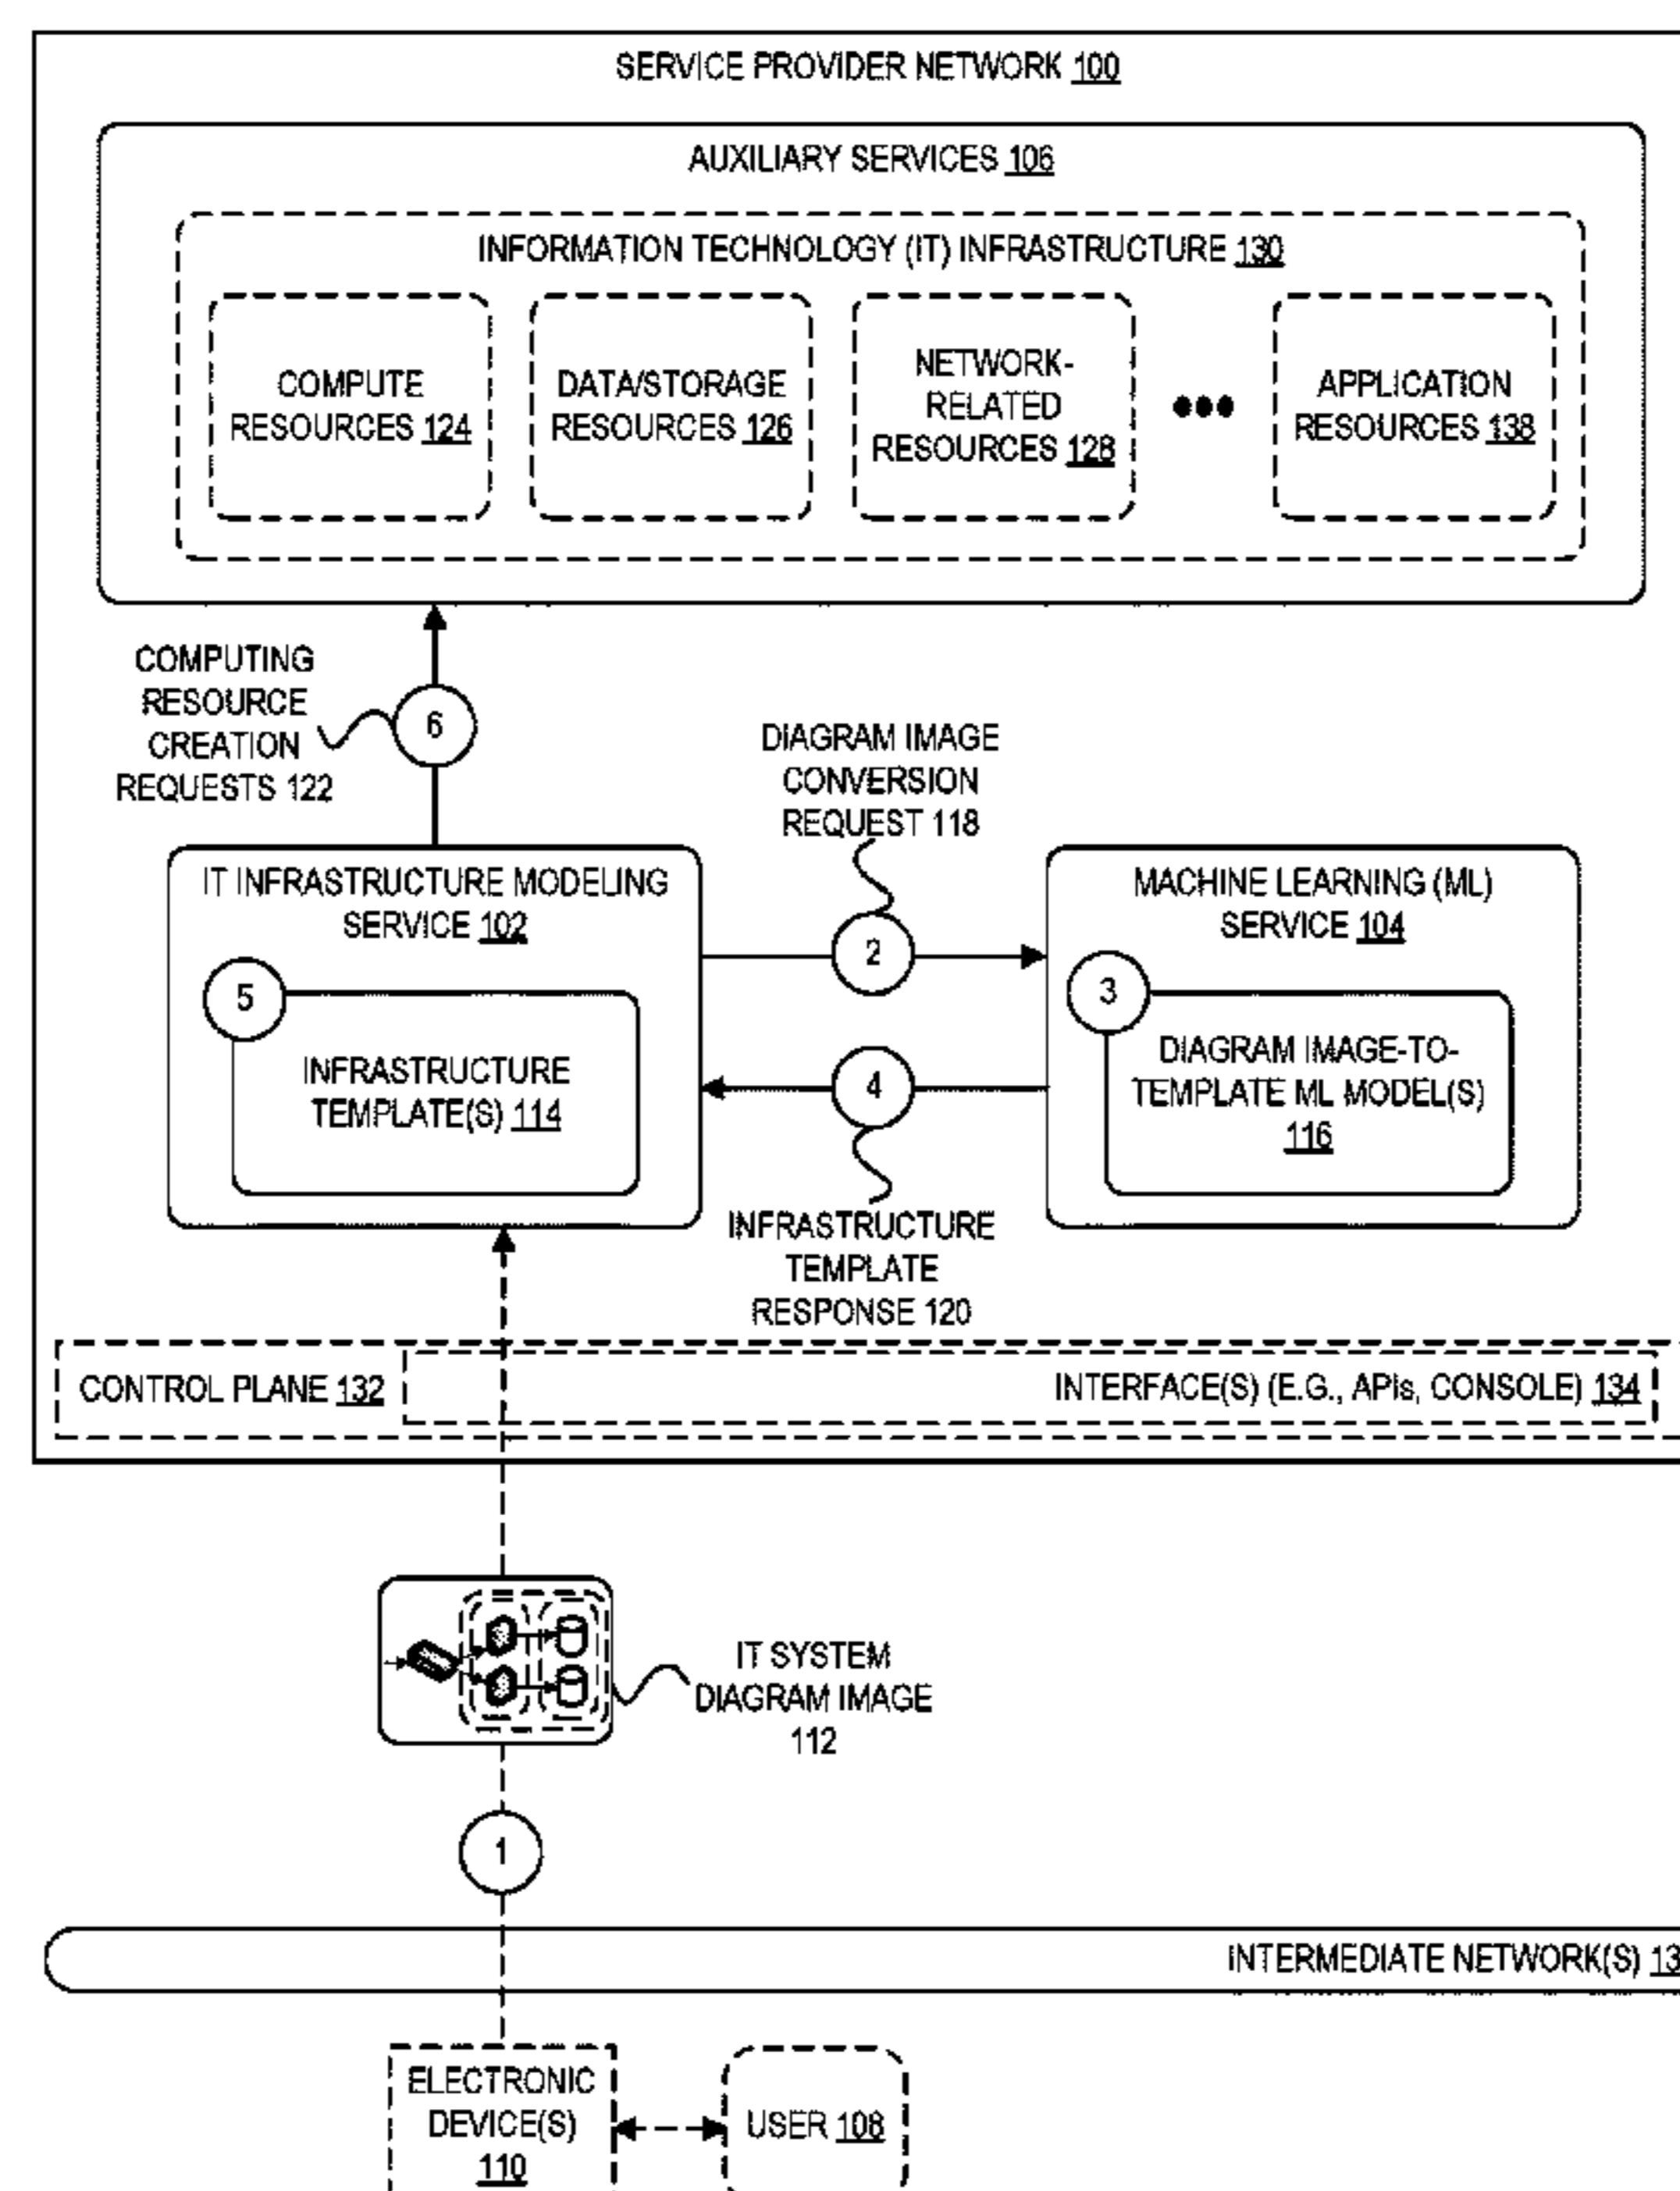 SERVICE PROVIDER NETWORK 100
AUXILIARY SERVICES 106
INFORMATION TECHNOLOGY (IT) INFRASTRUCTURE 130
COMPUTE
RESOURCES 124
DATA/STORAGE
RESOURCES 126
NETWORK-
RELATED
RESOURCES 128
APPLICATION
RESOURCES 138
COMPUTING
RESOURCE
CREATION
REQUESTS 122
6
DIAGRAM IMAGE
CONVERSION
REQUEST 118
IT INFRASTRUCTURE MODELING
SERVICE 102
5
INFRASTRUCTURE
TEMPLATE(S) 114
2
4
MACHINE LEARNING (ML)
SERVICE 104
3
DIAGRAM IMAGE-TO-
TEMPLATE ML MODEL(S)
116
INFRASTRUCTURE
TEMPLATE
RESPONSE 120
CONTROL PLANE 132
INTERFACE(S) (E.G., APIs, CONSOLE) 134
IT SYSTEM
DIAGRAM IMAGE
112
1
INTERMEDIATE NETWORK(S)
ELECTRONIC
DEVICE(S)
110
USER 108